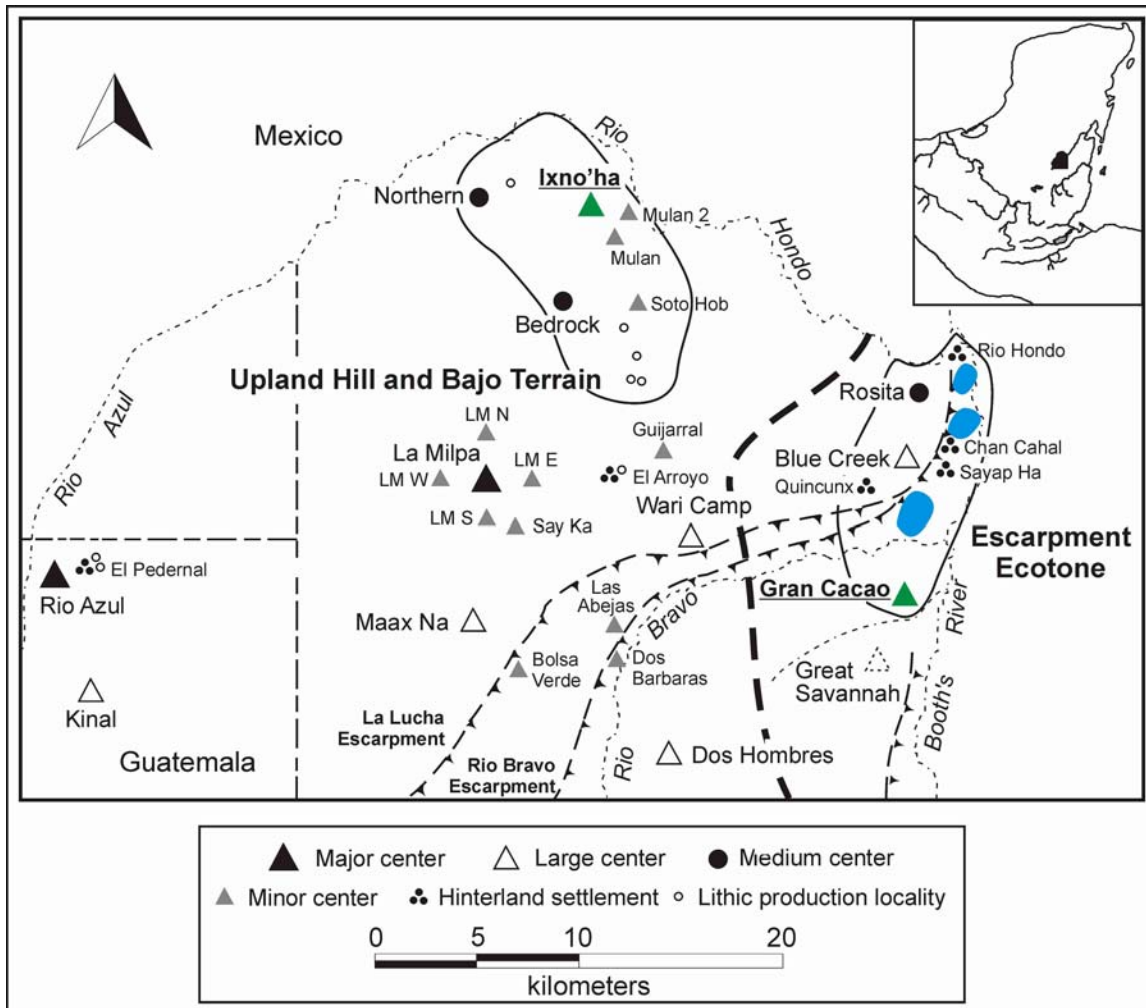 Mexico
Rio
Hondo
Northern
Ixno'ha
Mulan 2
Mulan
Soto Hob
Bedrock
Upland Hill and Bajo Terrain
Rio Hondo
Rosita
Rio
Azul
LM N
La Milpa
LM W
LM E
LM S
Say Ka
Guijarral
El Arroyo
Wari Camp
Blue Creek
Quincunx
Chan Cahal
Sayap Ha
Escarpment
Ecotone
El Pedernal
Rio Azul
Kinal
Guatemala
Maax Na
Las
Abejas
Bravo
Rio
Gran Cacao
River
Booth's
Bolsa
Verde
Dos
Barbaras
Great
Savannah
La Lucha
Escarpment
Rio Bravo
Escarpment
Dos Hombres
Major center Large center Medium center
Minor center Hinterland settlement Lithic production locality
0 5 10 20
kilometers